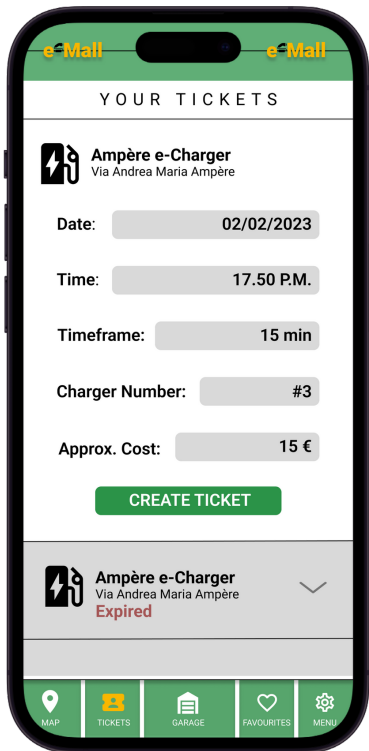 e-Mall e-Mall
YOUR TICKETS
Ampère e-Charger
Via Andrea Maria Ampère
Date: 02/02/2023
Time: 17.50 P.M.
Timeframe: 15 min
Charger Number: #3
Approx. Cost: 15 €
CREATE TICKET
Ampère e-Charger
Via Andrea Maria Ampère
Expired
MAP TICKETS GARAGE FAVOURITES MENU